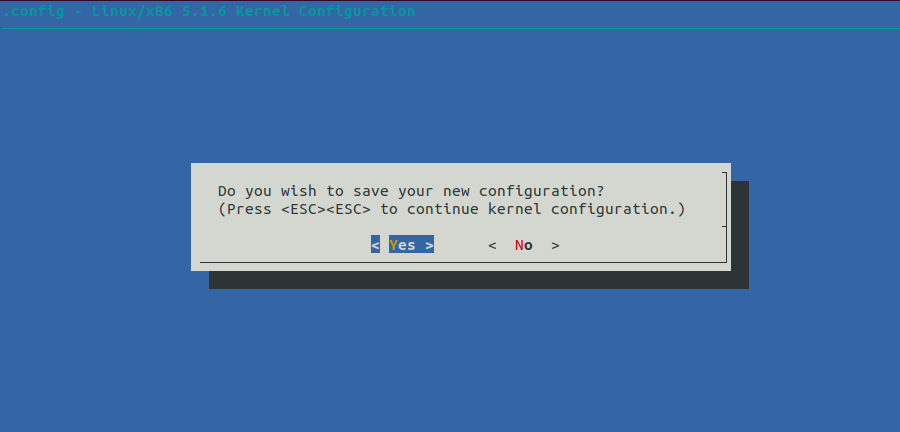 .config - Linux/x86 5.1.6 Kernel Configuration
Do you wish to save your new configuration?
(Press <ESC><ESC> to continue kernel configuration.)
< Yes > < No >